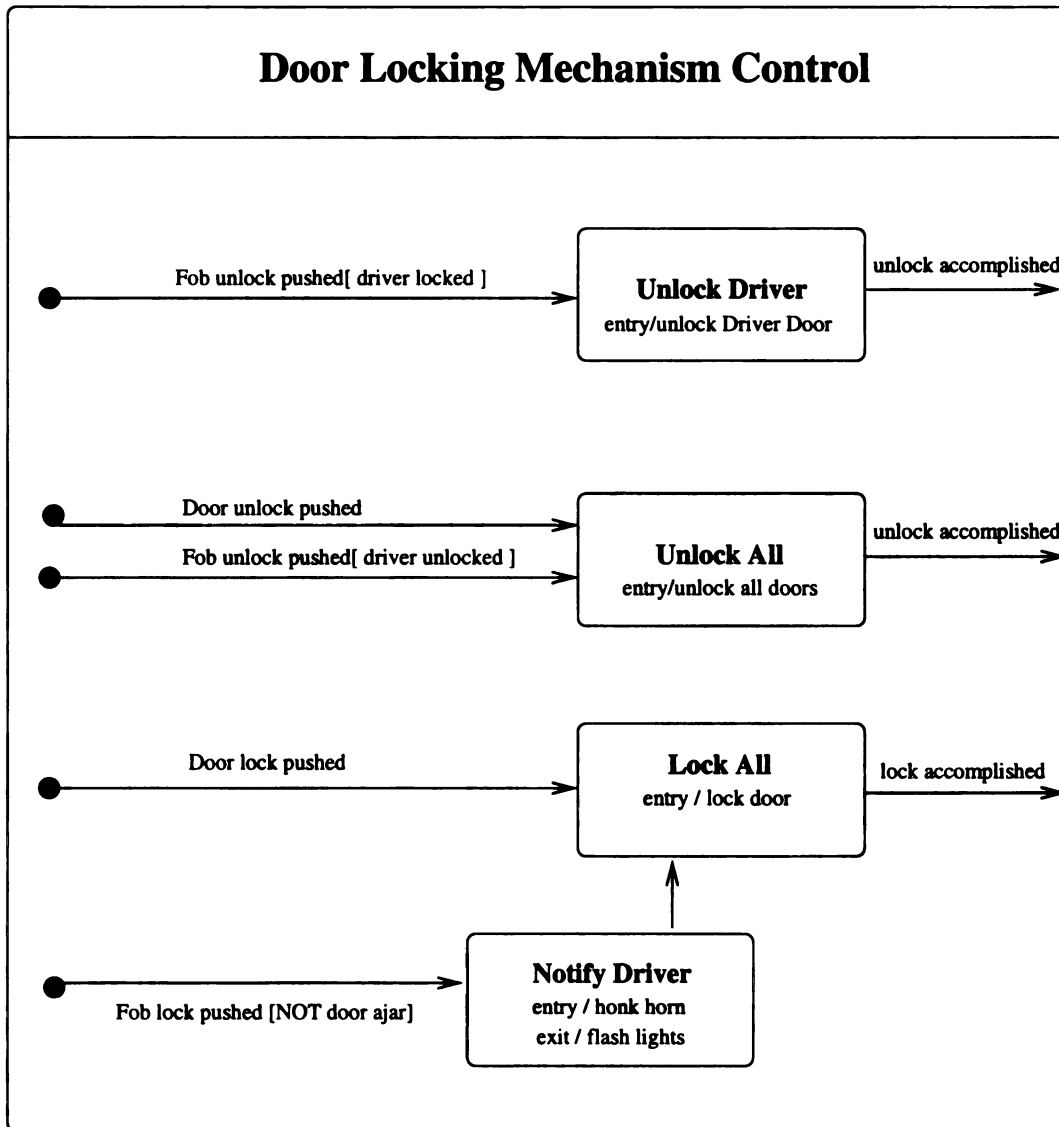 Door Locking Mechanism Control
Fob unlock pushed[ driver locked ]
Unlock Driver
entry/unlock Driver Door
unlock accomplished
Door unlock pushed
Fob unlock pushed[ driver unlocked ]
Unlock All
entry/unlock all doors
unlock accomplished
Door lock pushed
Lock All
entry / lock door
lock accomplished
Fob lock pushed [NOT door ajar]
Notify Driver
entry / honk horn
exit / flash lights